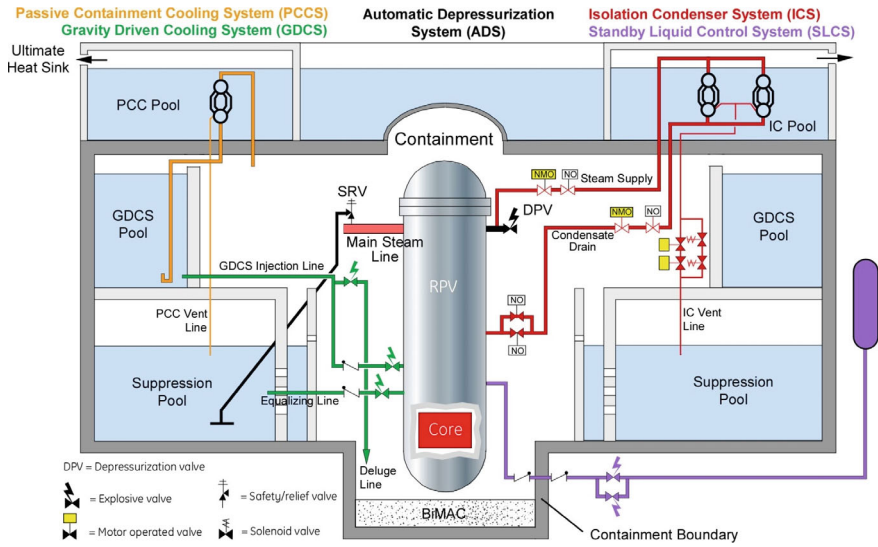 Passive Containment Cooling System (PCCS)
Gravity Driven Cooling System (GDCS)
Automatic Depressurization
System (ADS)
Isolation Condenser System (ICS)
Standby Liquid Control System (SLCS)
Ultimate
Heat Sink
PCC Pool
Containment
IC Pool
NMO
NO
Steam Supply
SRV
DPV
GDCS
Pool
Main Steam
Line
NMO
NO
Condensate
Drain
GDCS
Pool
GDCS Injection Line
RPV
NO
NO
PCC Vent
Line
IC Vent
Line
Suppression
Pool
Equalizing Line
Suppression
Pool
Core
Deluge
Line
BiMAC
Containment Boundary
DPV = Depressurization valve
= Explosive valve
= Safety/relief valve
= Motor operated valve
= Solenoid valve